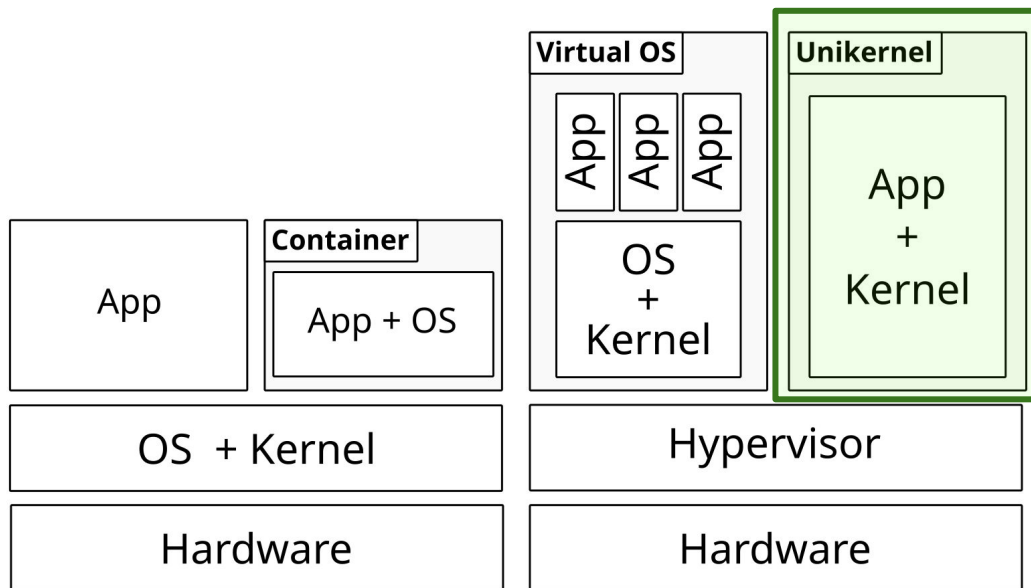 Virtual OS
App
App
App
OS
+
Kernel
Unikernel
App
+
Kernel
App
Container
App + OS
OS + Kernel
Hypervisor
Hardware
Hardware